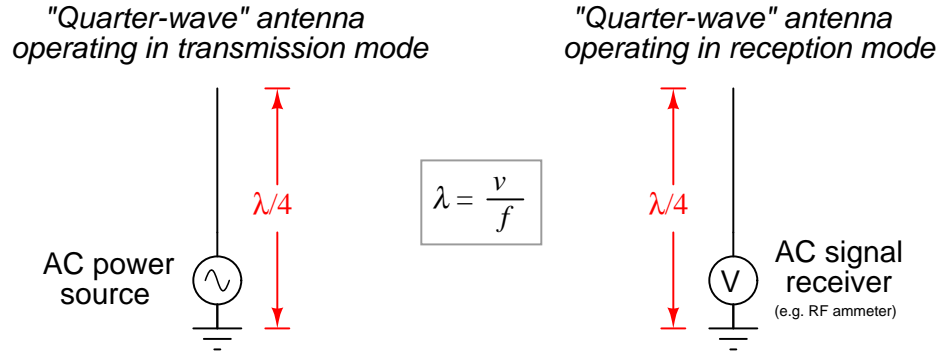 "Quarter-wave" antenna
operating in transmission mode
"Quarter-wave" antenna
operating in reception mode
λ/4
λ = v / f
λ/4
AC power
source
V
AC signal
receiver
(e.g. RF ammeter)